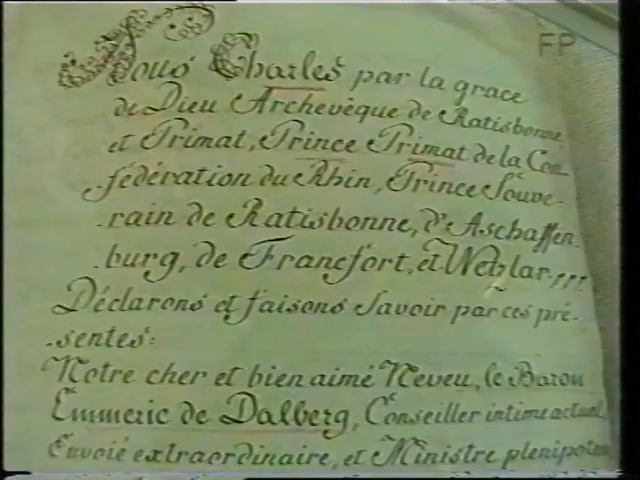 FP
Nous Charles par la grace
de Dieu Archevêque de Ratisbonne
et Primat, Prince Primat de la Con-
fédération du Rhin, Prince Souve-
rain de Ratisbonne, d'Aschaffen-
burg, de Francfort, et Wetzlar,,,
Déclarons et faisons savoir par ces pré-
sentes:
Notre cher et bien aimé Neveu, le Baron
Emmeric de Dalberg, Conseiller intime actuel
Envoié extraordinaire, et Ministre plenipoten